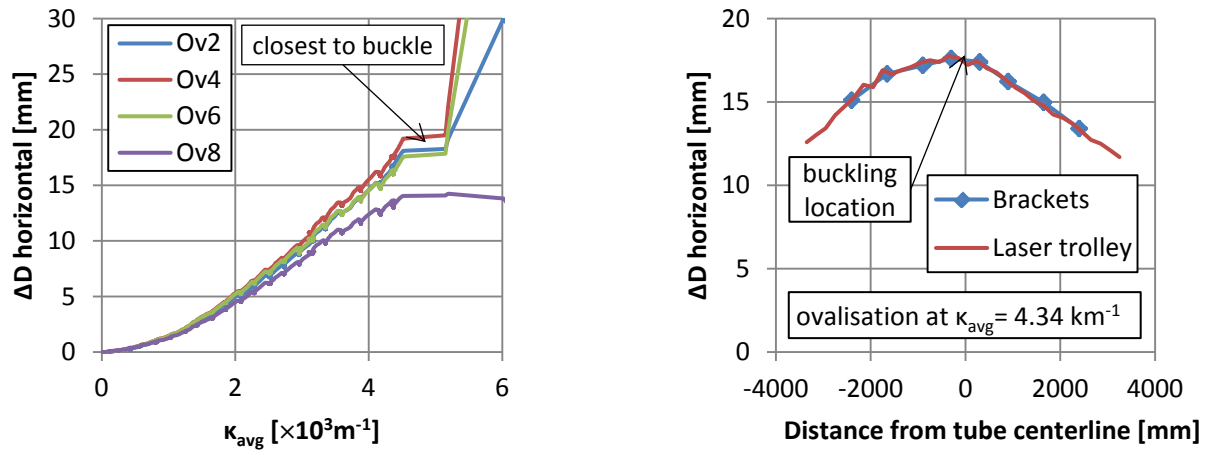 30
25
20
15
10
5
0
ΔD horizontal [mm]
Ov2
Ov4
Ov6
Ov8
closest to buckle
0
2
4
6
κavg [×10³m⁻¹]
20
15
10
5
0
ΔD horizontal [mm]
buckling
location
Brackets
Laser trolley
ovalisation at κavg= 4.34 km⁻¹
-4000
-2000
0
2000
4000
Distance from tube centerline [mm]